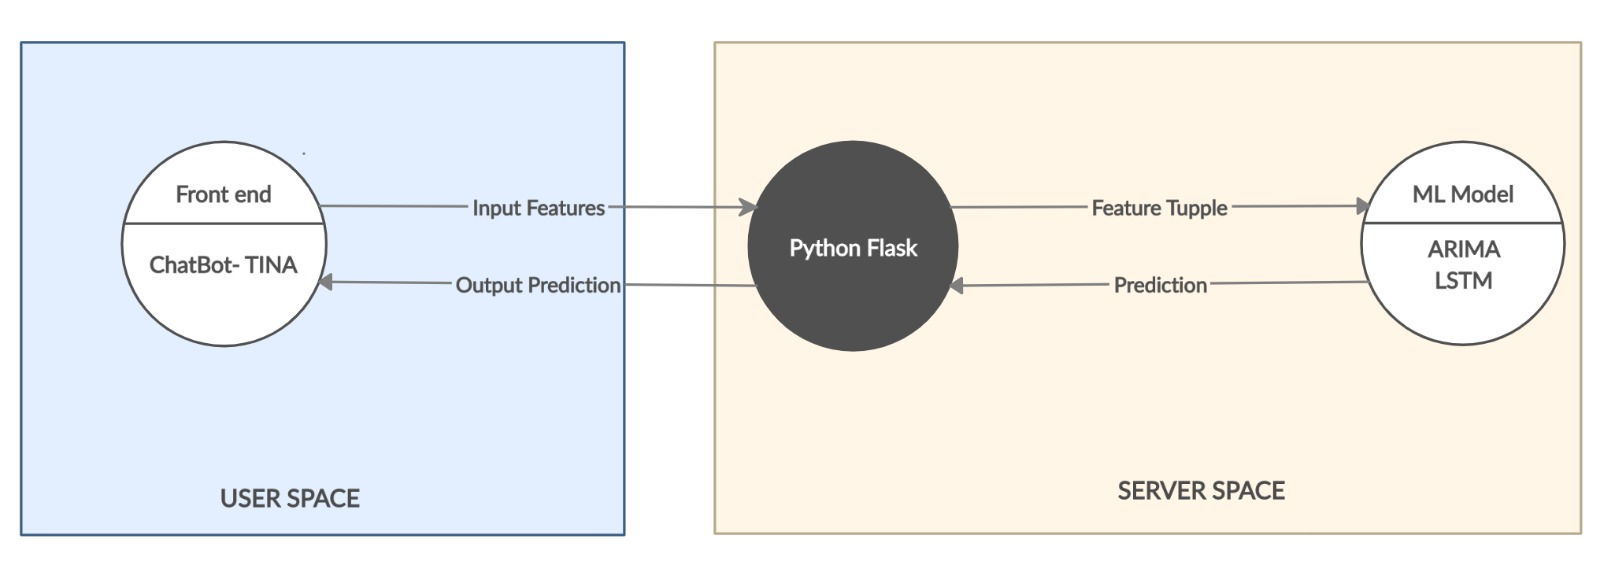 Front end
ChatBot- TINA
Input Features
Output Prediction
USER SPACE
Python Flask
Feature Tupple
Prediction
ML Model
ARIMA
LSTM
SERVER SPACE